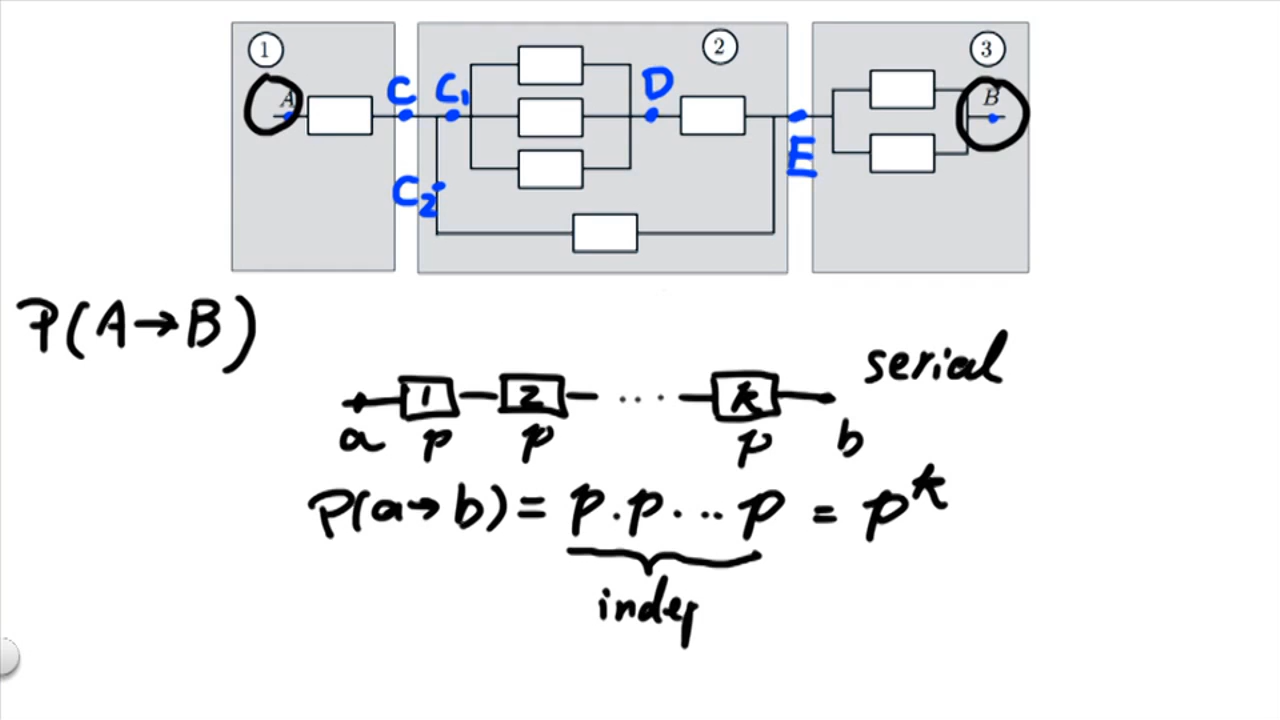 1 2 3
A C C₁ D E B
C₂
P(A→B)
serial
1 2 ... k
a p p p b
P(a→b) = p.p...p = p^k
indep